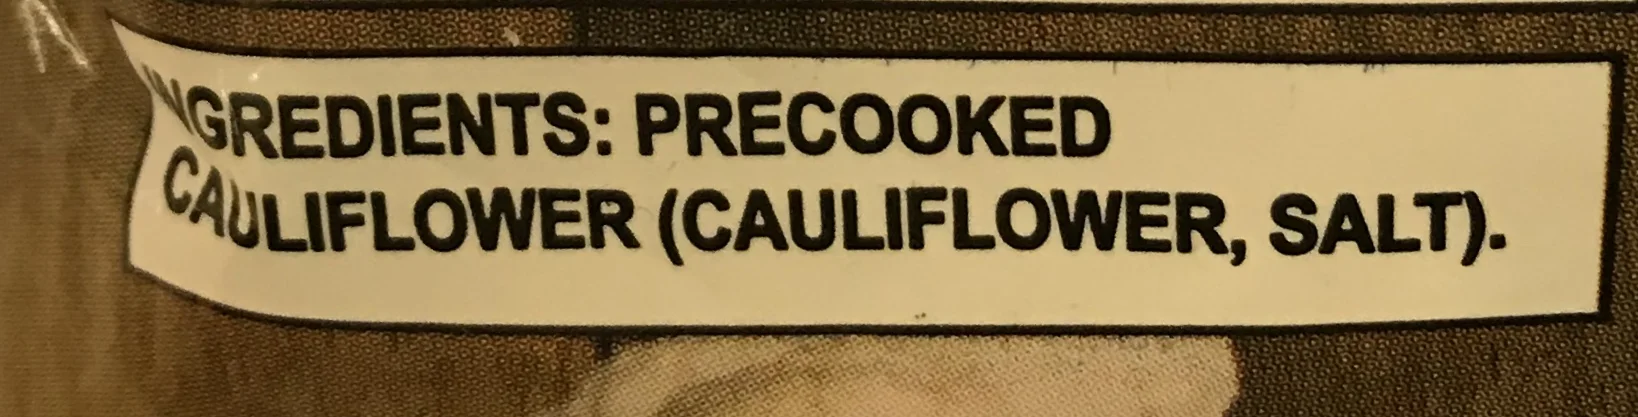 INGREDIENTS: PRECOOKED
CAULIFLOWER (CAULIFLOWER, SALT).